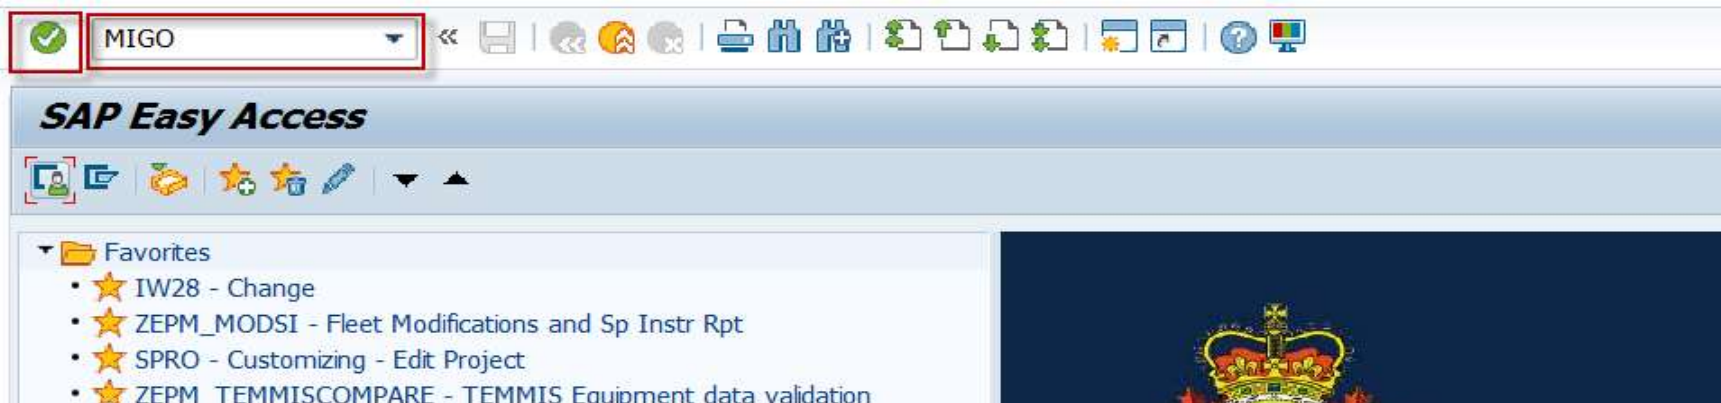 MIGO
SAP Easy Access
Favorites
IW28 - Change
ZEPM_MODSI - Fleet Modifications and Sp Instr Rpt
SPRO - Customizing - Edit Project
ZEPM_TEMMISCOMPARE - TEMMIS Equipment data validation